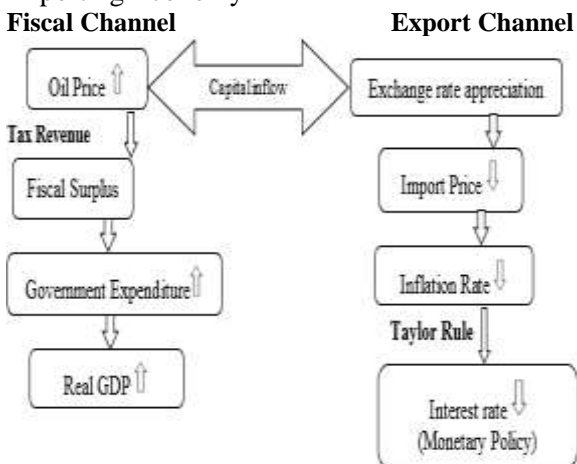 Fiscal Channel Export Channel
Oil Price
Capital inflow
Exchange rate appreciation
Tax Revenue
Fiscal Surplus
Import Price
Government Expenditure
Inflation Rate
Taylor Rule
Real GDP
Interest rate
(Monetary Policy)